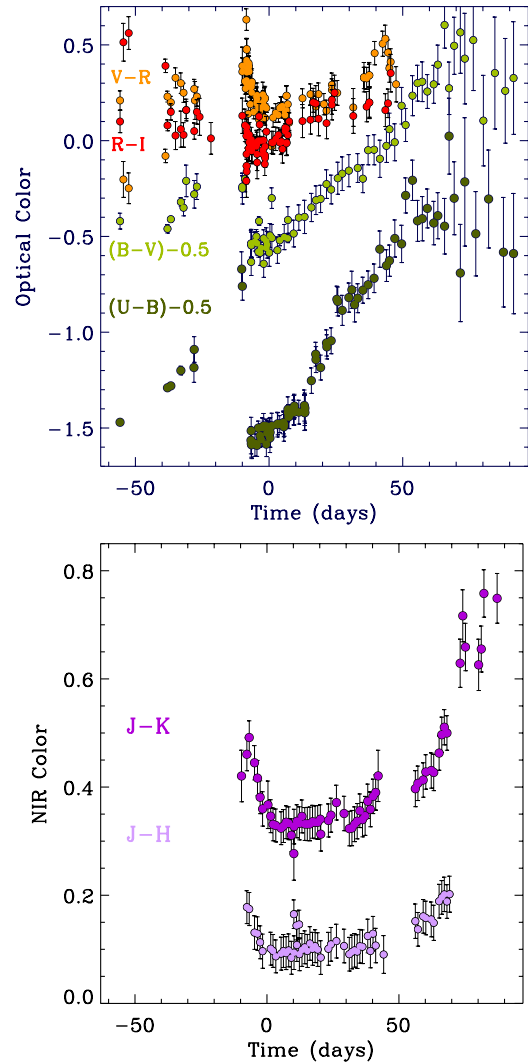 0.5
V-R
R-I
0.0
(B-V)-0.5
-0.5
(U-B)-0.5
-1.0
-1.5
Optical Color
-50
0
50
Time (days)
0.8
0.6
J-K
0.4
J-H
0.2
0.0
NIR Color
-50
0
50
Time (days)